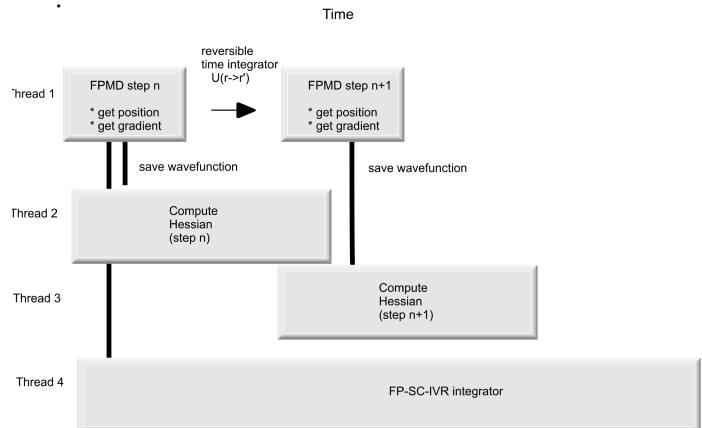 Time
reversible
time integrator
U(r->r')
Thread 1
FPMD step n
* get position
* get gradient
FPMD step n+1
* get position
* get gradient
save wavefunction
save wavefunction
Thread 2
Compute
Hessian
(step n)
Thread 3
Compute
Hessian
(step n+1)
Thread 4
FP-SC-IVR integrator